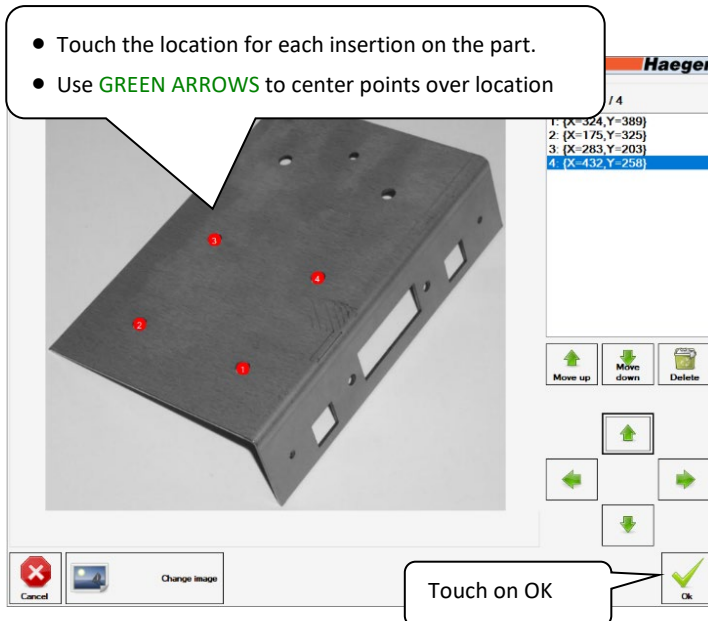 • Touch the location for each insertion on the part.
• Use GREEN ARROWS to center points over location
Haeger
/ 4
1: {X=324,Y=389}
2: {X=175,Y=325}
3: {X=283,Y=203}
4: {X=432,Y=258}
3
4
2
1
Move up
Move down
Delete
Cancel
Change image
Touch on OK
Ok